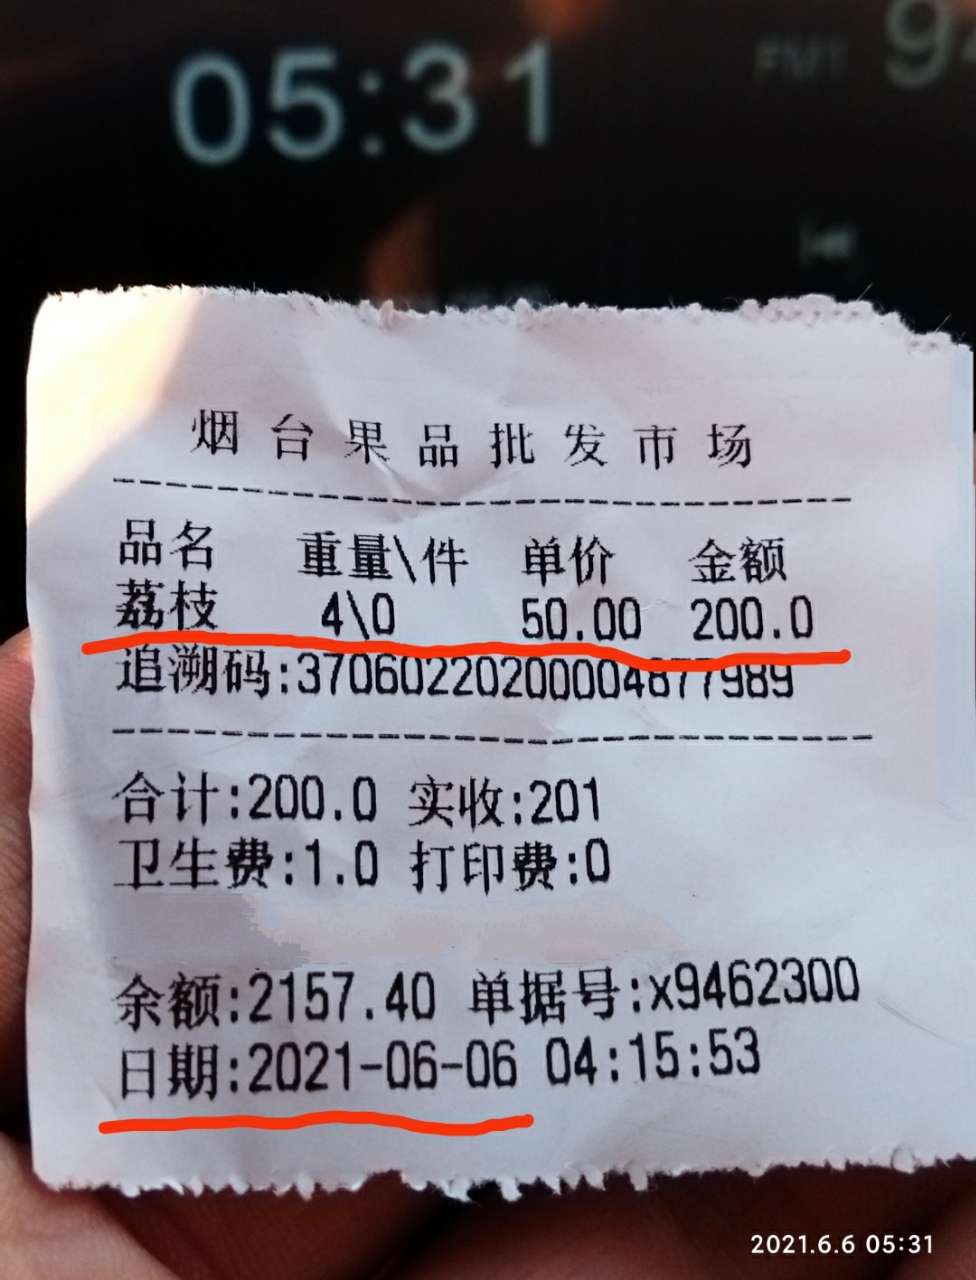 05:31
FM1 94
烟台果品批发市场
品名 重量\件 单价 金额
荔枝 4\0 50.00 200.0
追溯码:37060220200004877989
合计:200.0 实收:201
卫生费:1.0 打印费:0
余额:2157.40 单据号:x9462300
日期:2021-06-06 04:15:53
2021.6.6 05:31